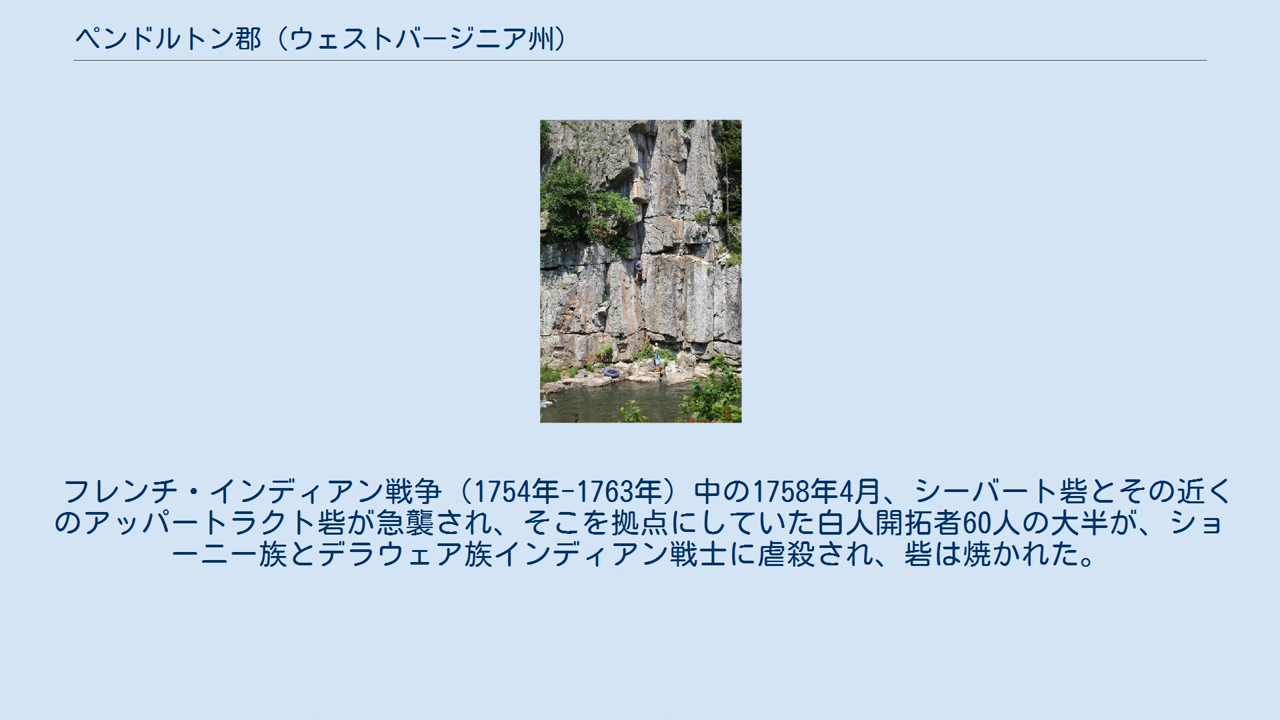 ペンドルトン郡（ウェストバージニア州）
フレンチ・インディアン戦争（1754年-1763年）中の1758年4月、シーバート砦とその近く
のアッパートラクト砦が急襲され、そこを拠点にしていた白人開拓者60人の大半が、ショ
ーニー族とデラウェア族インディアン戦士に虐殺され、砦は焼かれた。